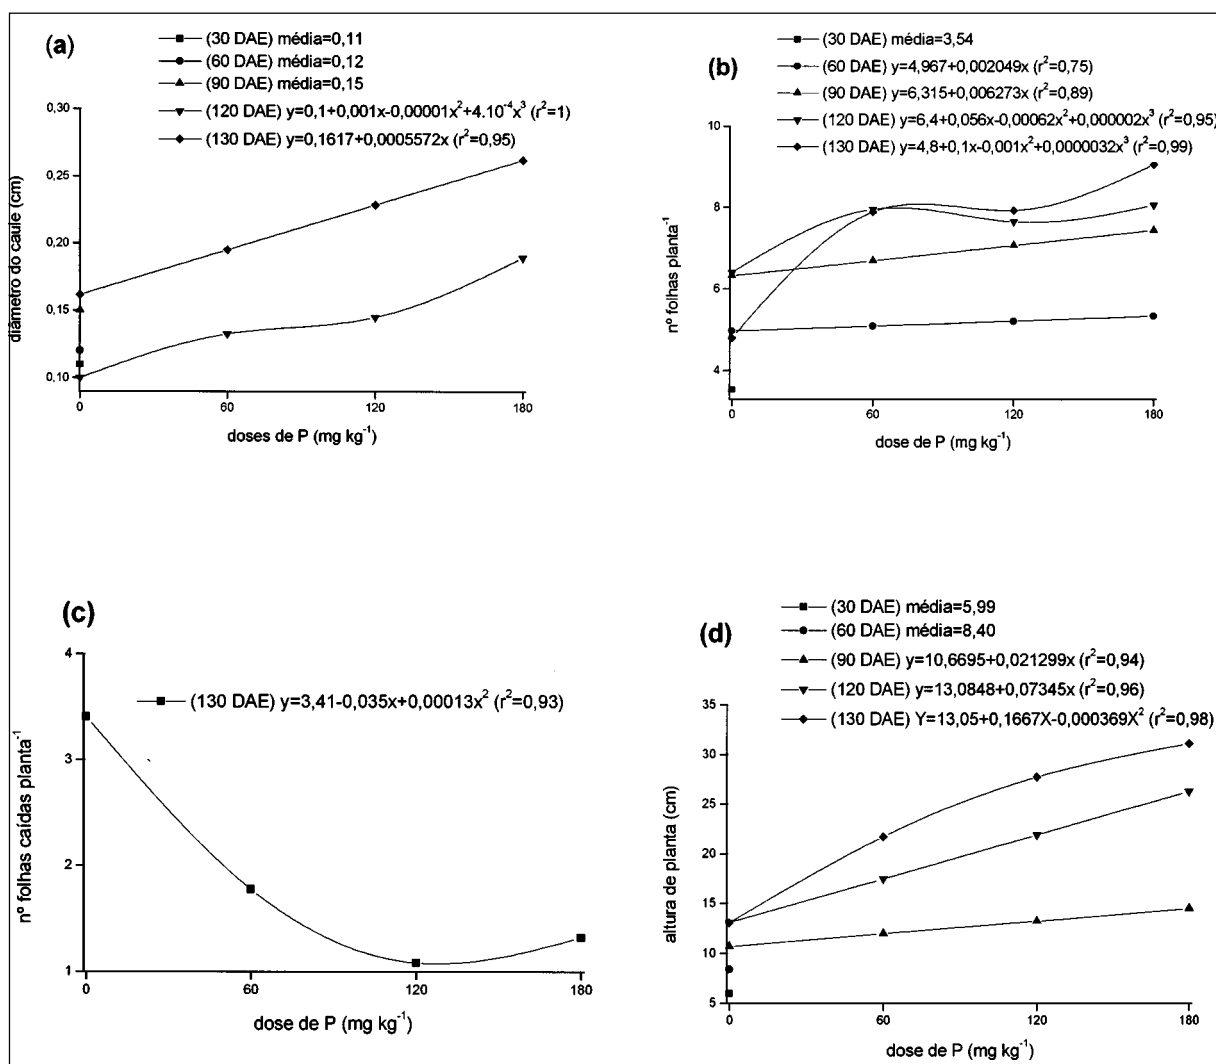 (a)
(30 DAE) média=0,11
(60 DAE) média=0,12
(90 DAE) média=0,15
(120 DAE) y=0,1+0,001x-0,00001x²+4.10⁻⁴x³ (r²=1)
(130 DAE) y=0,1617+0,0005572x (r²=0,95)
0,30
0,25
0,20
0,15
0,10
diâmetro do caule (cm)
0 60 120 180
doses de P (mg kg⁻¹)
(b)
(30 DAE) média=3,54
(60 DAE) y=4,967+0,002049x (r²=0,75)
(90 DAE) y=6,315+0,006273x (r²=0,89)
(120 DAE) y=6,4+0,056x-0,00062x²+0,000002x³ (r²=0,95)
(130 DAE) y=4,8+0,1x-0,001x²+0,0000032x³ (r²=0,99)
10
8
6
4
nº folhas planta⁻¹
0 60 120 180
dose de P (mg kg⁻¹)
(c)
(130 DAE) y=3,41-0,035x+0,00013x² (r²=0,93)
4
3
2
1
nº folhas caídas planta⁻¹
0 60 120 180
dose de P (mg kg⁻¹)
(d)
(30 DAE) média=5,99
(60 DAE) média=8,40
(90 DAE) y=10,6695+0,021299x (r²=0,94)
(120 DAE) y=13,0848+0,07345x (r²=0,96)
(130 DAE) Y=13,05+0,1667X-0,000369X² (r²=0,98)
35
30
25
20
15
10
5
altura de planta (cm)
0 60 120 180
dose de P (mg kg⁻¹)